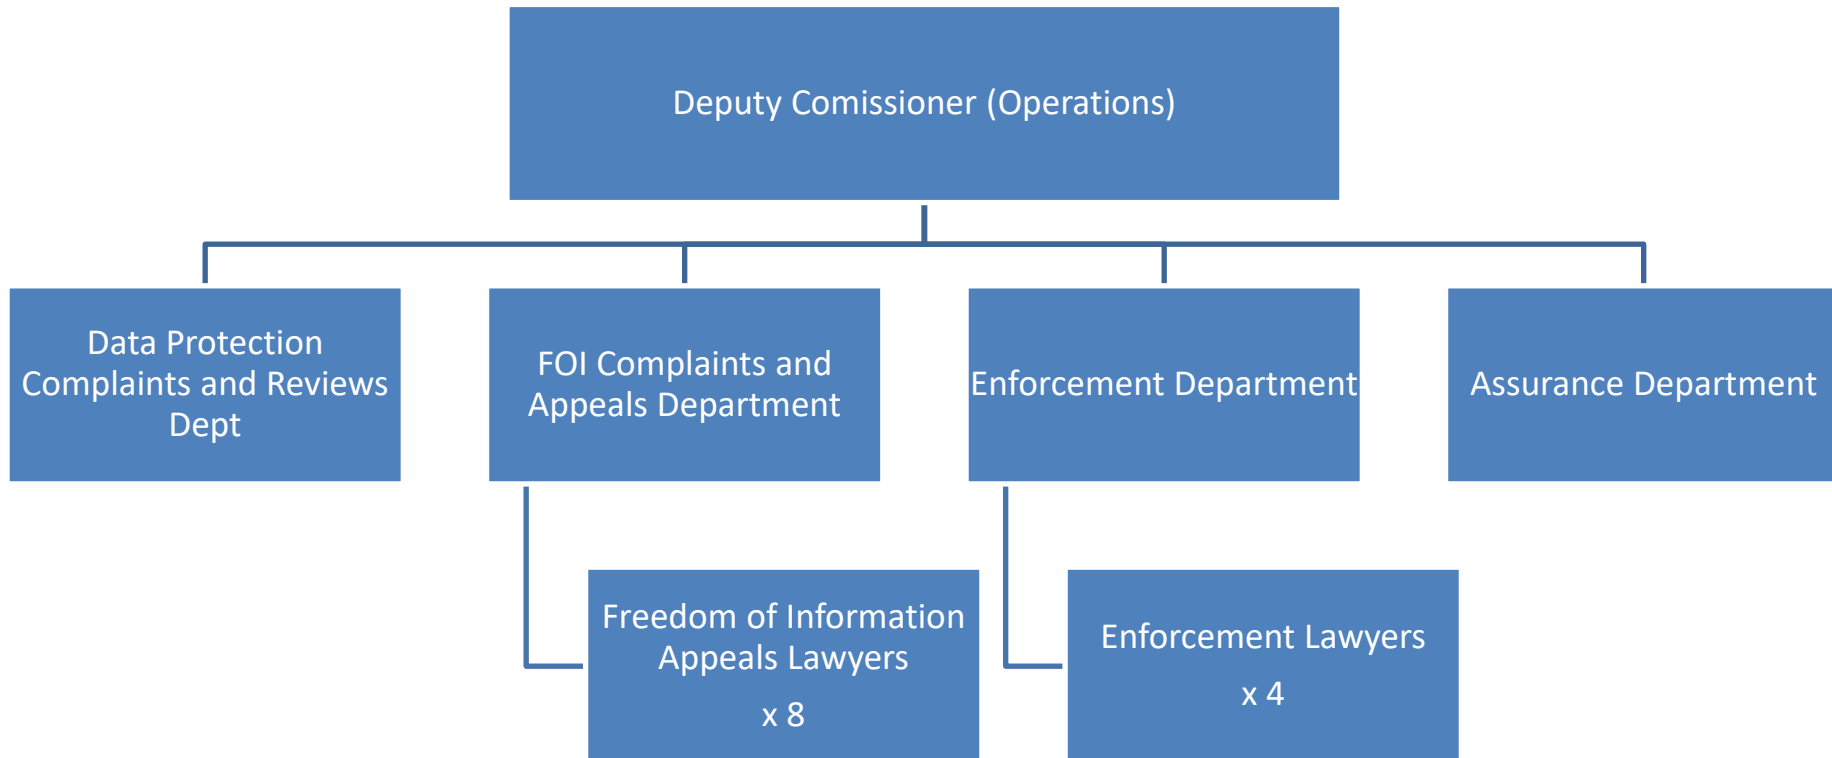 Deputy Comissioner (Operations)
Data Protection
Complaints and Reviews
Dept
FOI Complaints and
Appeals Department
Enforcement Department
Assurance Department
Freedom of Information
Appeals Lawyers
x 8
Enforcement Lawyers
x 4